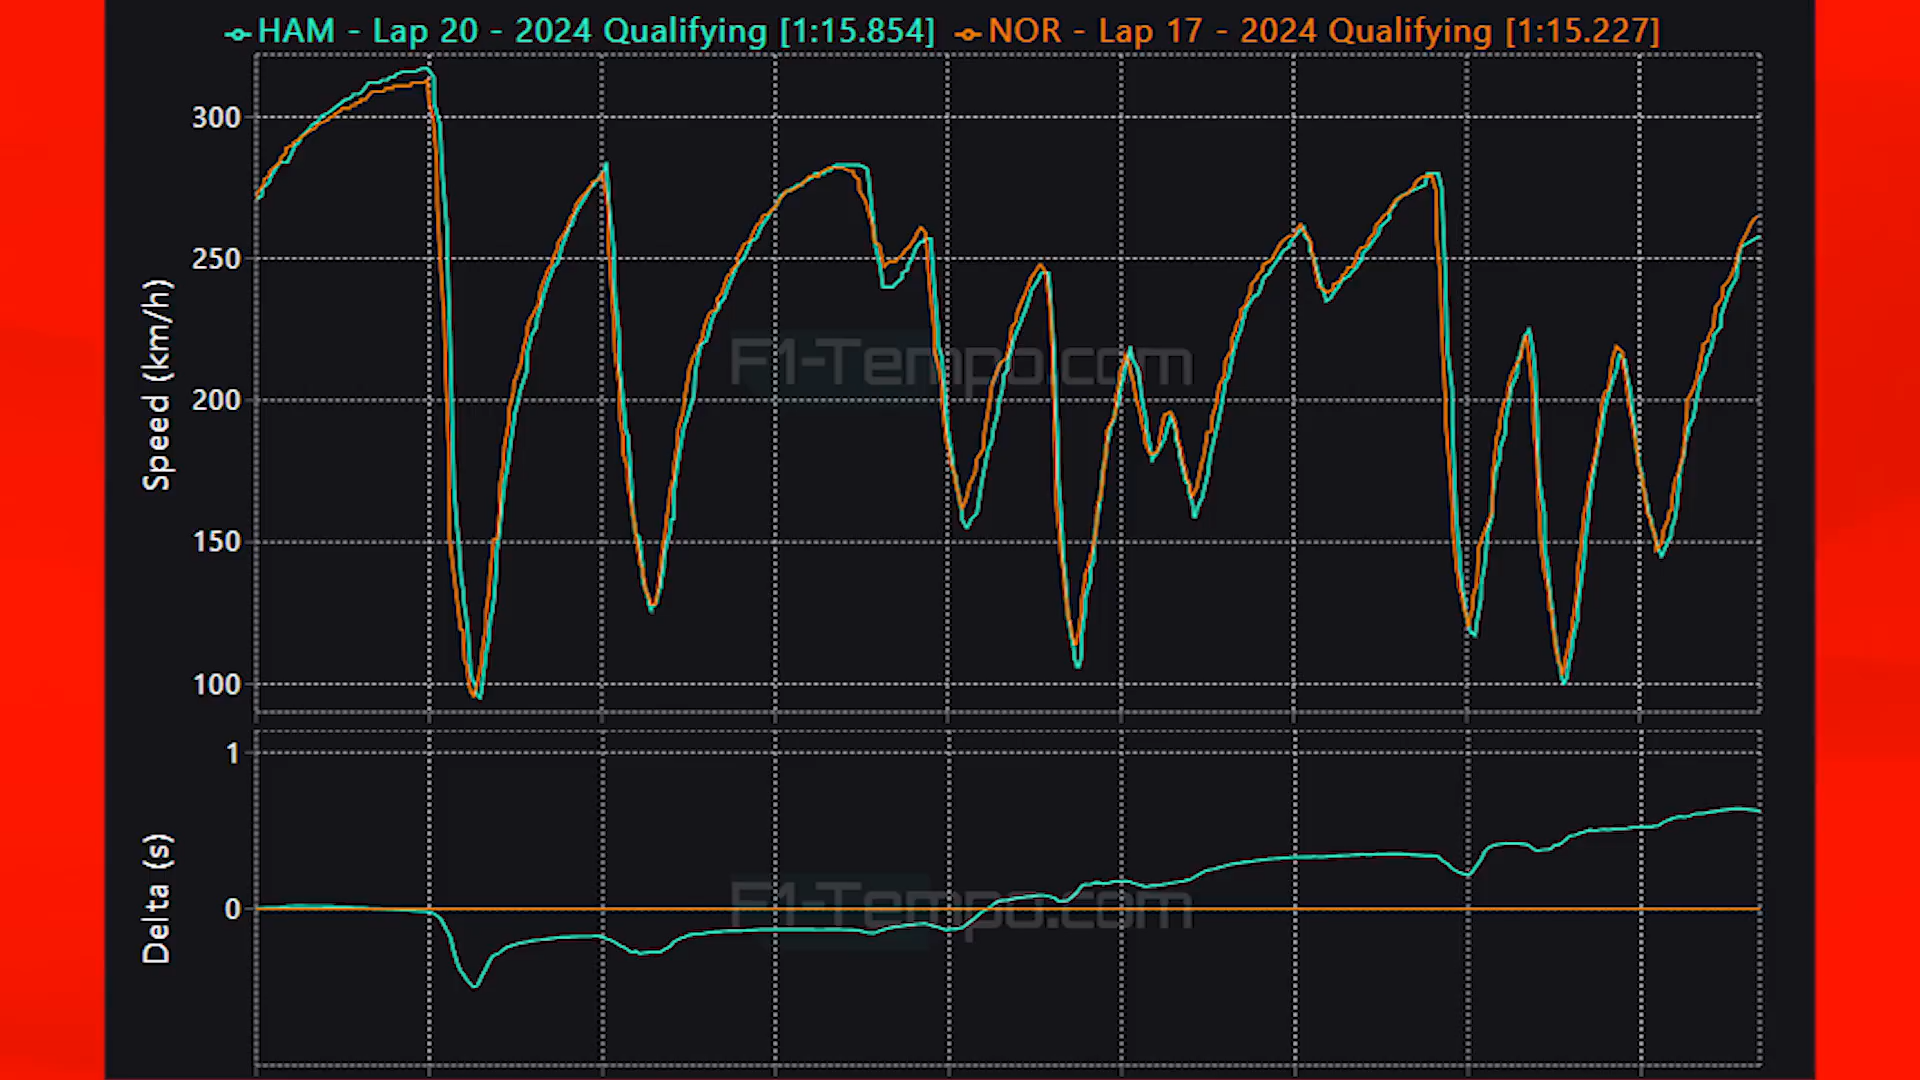 HAM - Lap 20 - 2024 Qualifying [1:15.854] NOR - Lap 17 - 2024 Qualifying [1:15.227]
300
250
200
150
100
Speed (km/h)
F1-Tempo.com
1
0
Delta (s)
F1-Tempo.com